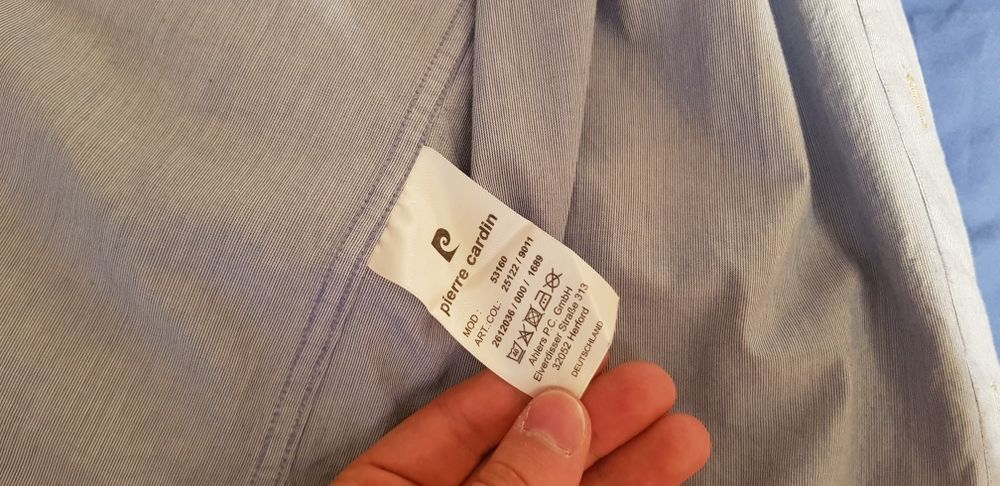 pierre cardin
MOD.: 53160
ART.COL: 25122 / 9011
2612036 / 000 / 1689
40
Ahlers P.C. GmbH
Elverdisser Straße 313
32052 Herford
DEUTSCHLAND